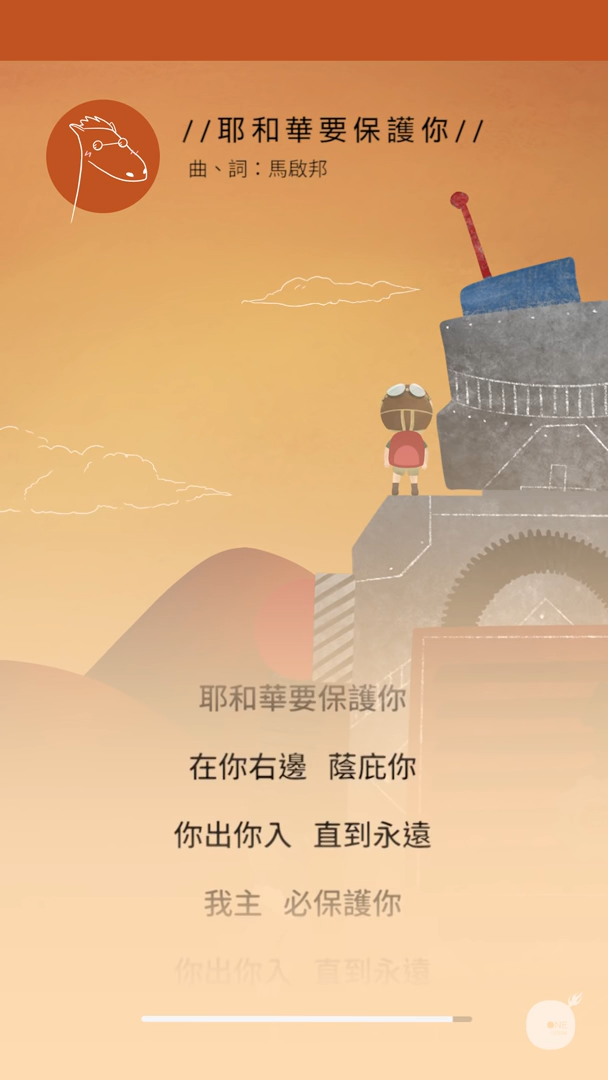 //耶和華要保護你//
曲、詞：馬啟邦
耶和華要保護你
在你右邊 蔭庇你
你出你入 直到永遠
我主 必保護你
你出你入 直到永遠